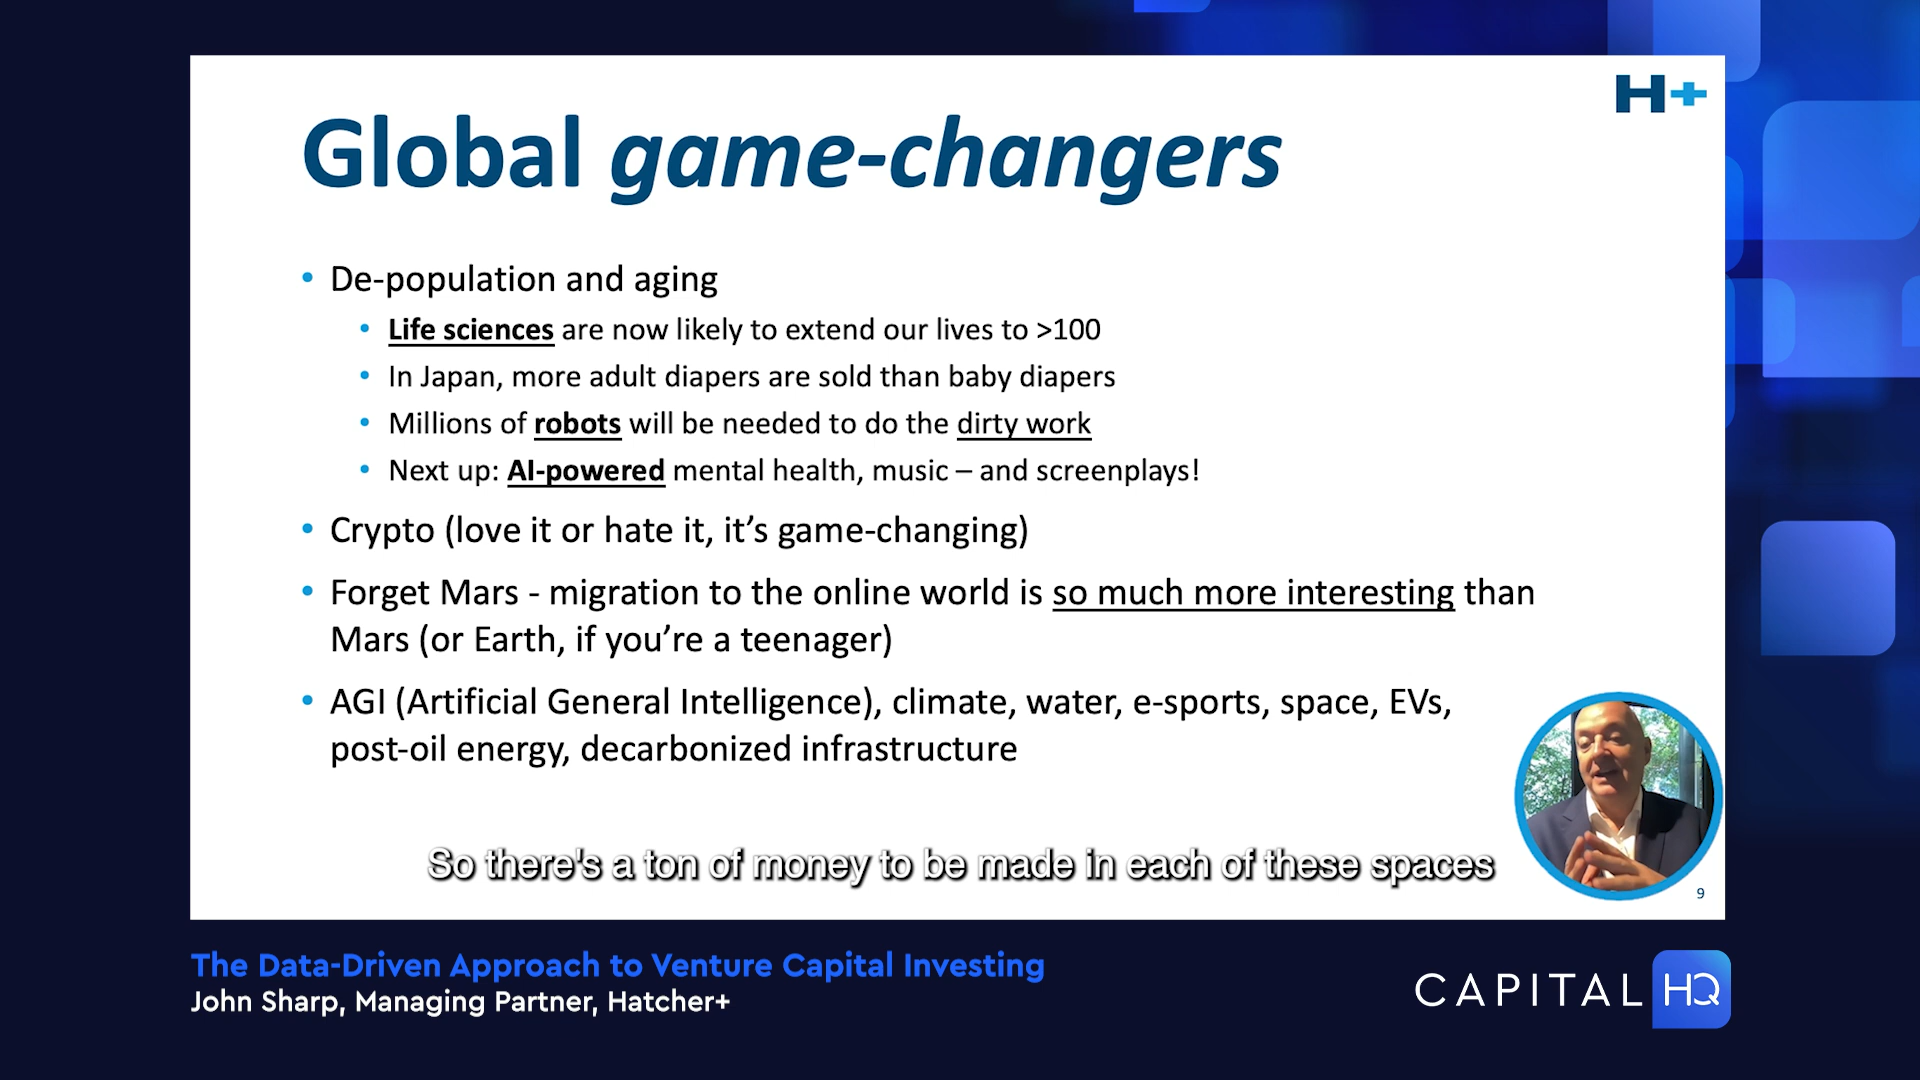 H+
Global game-changers
• De-population and aging
• Life sciences are now likely to extend our lives to >100
• In Japan, more adult diapers are sold than baby diapers
• Millions of robots will be needed to do the dirty work
• Next up: AI-powered mental health, music – and screenplays!
• Crypto (love it or hate it, it's game-changing)
• Forget Mars - migration to the online world is so much more interesting than
Mars (or Earth, if you're a teenager)
• AGI (Artificial General Intelligence), climate, water, e-sports, space, EVs,
post-oil energy, decarbonized infrastructure
So there's a ton of money to be made in each of these spaces
9
The Data-Driven Approach to Venture Capital Investing
John Sharp, Managing Partner, Hatcher+
CAPITAL HQ